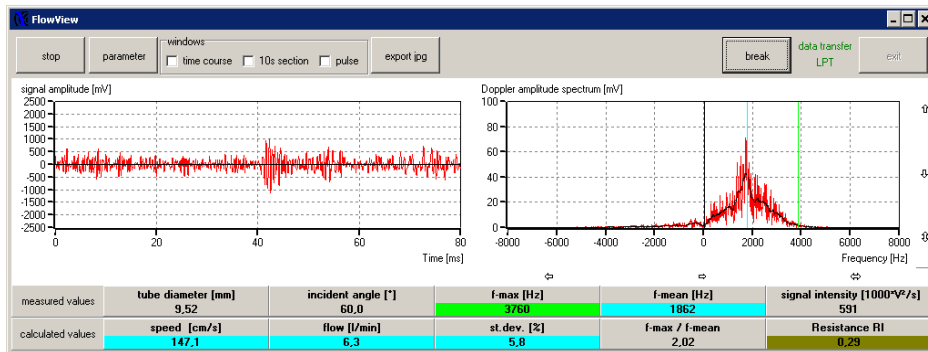 FlowView
stop parameter windows time course 10s section pulse export jpg break data transfer LPT exit
signal amplitude [mV]
2500
2000
1500
1000
500
0
-500
-1000
-1500
-2000
-2500
0 20 40 60 80
Time [ms]
Doppler amplitude spectrum [mV]
100
80
60
40
20
0
-8000 -6000 -4000 -2000 0 2000 4000 6000 8000
Frequency [Hz]
measured values
tube diameter [mm] incident angle [°] f-max [Hz] f-mean [Hz] signal intensity [1000*V²/s]
9,52 60,0 3760 1862 591
calculated values
speed [cm/s] flow [l/min] st.dev. [%] f-max / f-mean Resistance RI
147,1 6,3 5,8 2,02 0,29